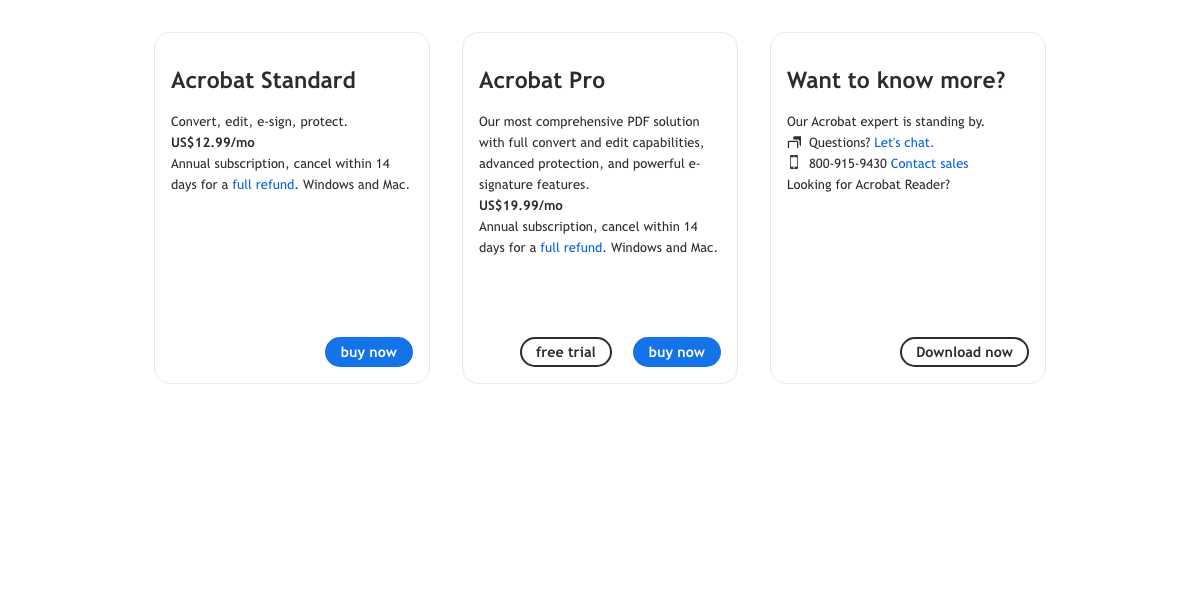 Acrobat Standard
Convert, edit, e-sign, protect.
US$12.99/mo
Annual subscription, cancel within 14
days for a full refund. Windows and Mac.
buy now
Acrobat Pro
Our most comprehensive PDF solution
with full convert and edit capabilities,
advanced protection, and powerful e-
signature features.
US$19.99/mo
Annual subscription, cancel within 14
days for a full refund. Windows and Mac.
free trial
buy now
Want to know more?
Our Acrobat expert is standing by.
Questions? Let's chat.
800-915-9430 Contact sales
Looking for Acrobat Reader?
Download now